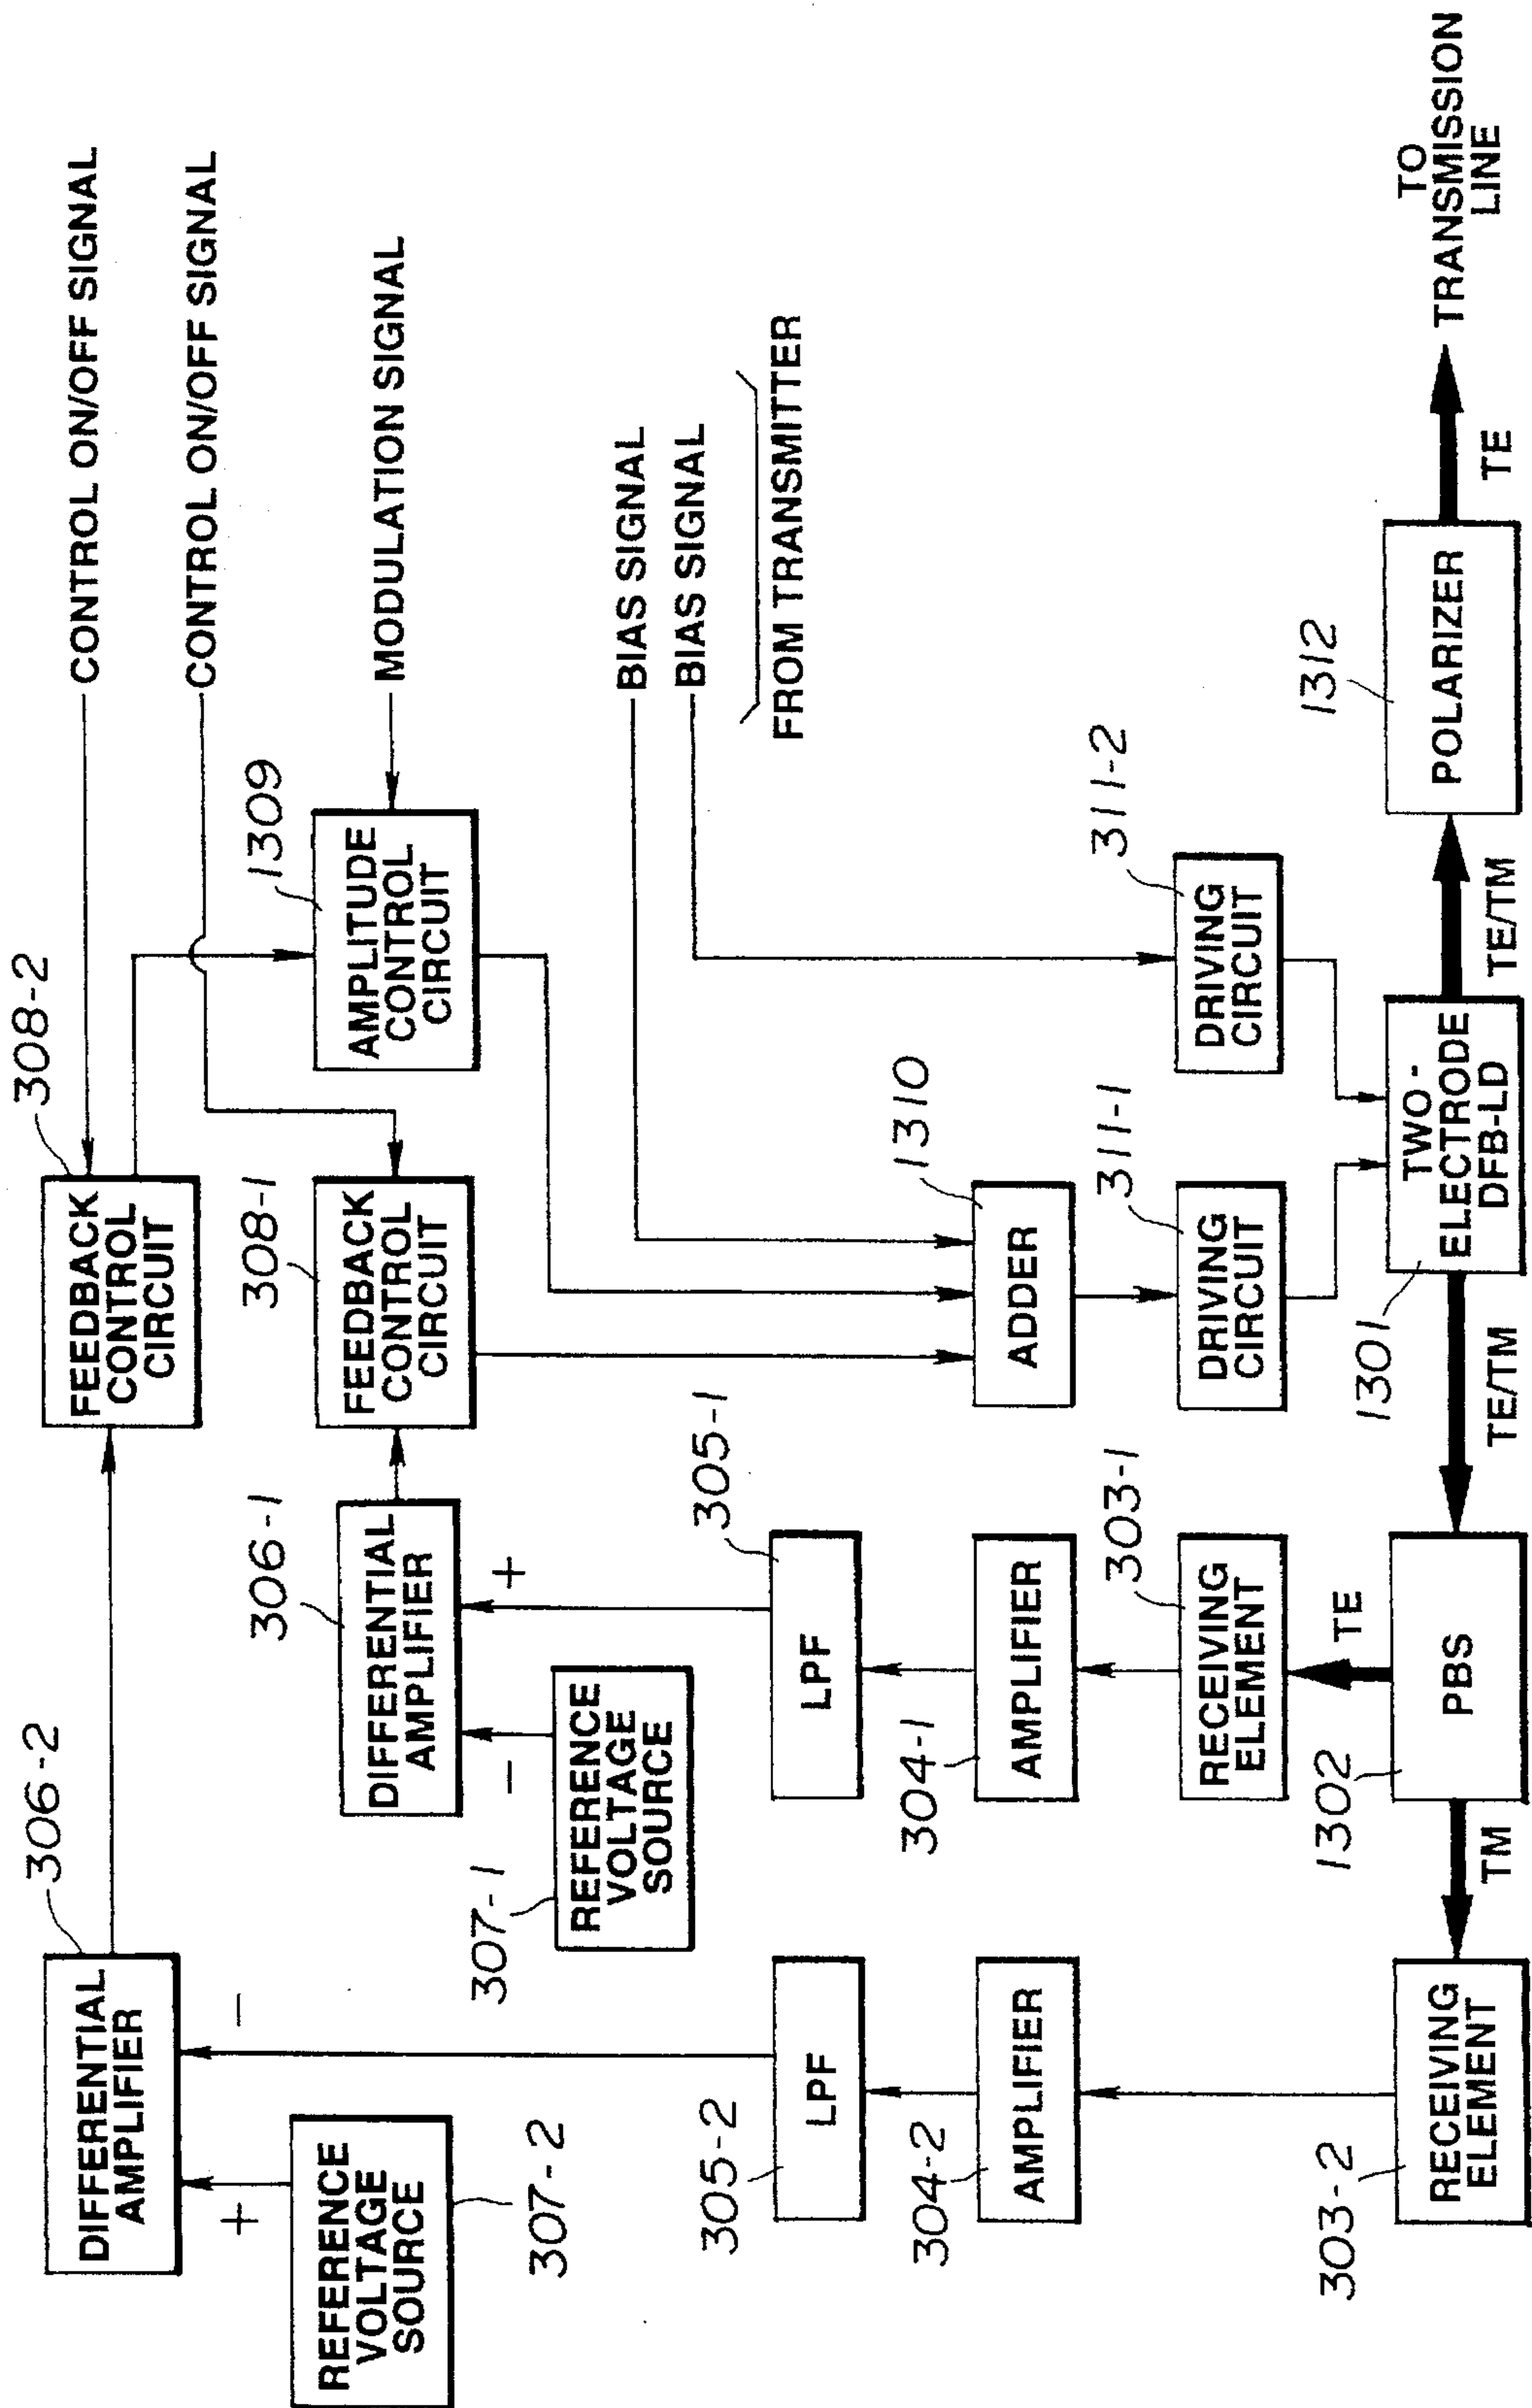 306-2
308-2
DIFFERENTIAL
AMPLIFIER
FEEDBACK
CONTROL
CIRCUIT
CONTROL ON/OFF SIGNAL
CONTROL ON/OFF SIGNAL
+
−
REFERENCE
VOLTAGE
SOURCE
307-2
306-1
308-1
1309
DIFFERENTIAL
AMPLIFIER
FEEDBACK
CONTROL
CIRCUIT
AMPLITUDE
CONTROL
CIRCUIT
MODULATION SIGNAL
−
+
307-1
REFERENCE
VOLTAGE
SOURCE
BIAS SIGNAL
BIAS SIGNAL
FROM TRANSMITTER
305-2
LPF
305-1
LPF
304-2
AMPLIFIER
304-1
AMPLIFIER
1310
ADDER
303-1
RECEIVING
ELEMENT
311-1
DRIVING
CIRCUIT
311-2
DRIVING
CIRCUIT
303-2
RECEIVING
ELEMENT
TM
1302
PBS
TE
TE/TM
1301
TWO-
ELECTRODE
DFB-LD
TE/TM
1312
POLARIZER
TE
TO
TRANSMISSION
LINE